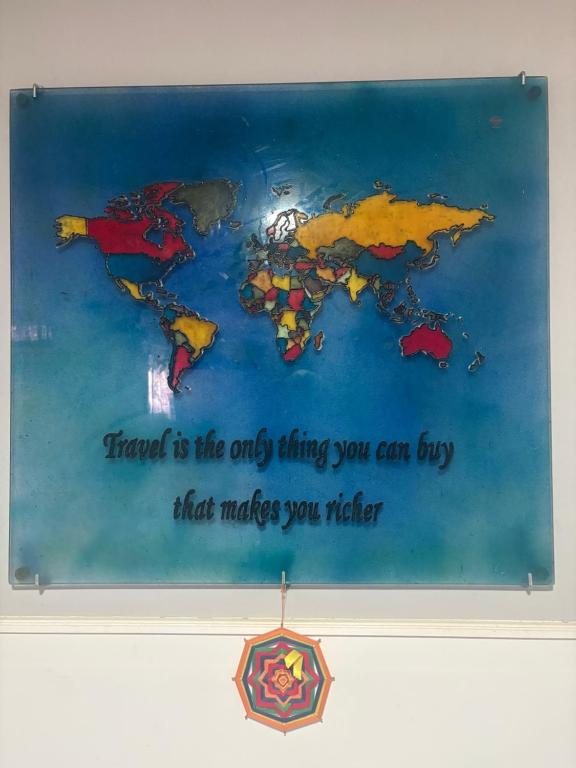 Travel is the only thing you can buy
that makes you richer